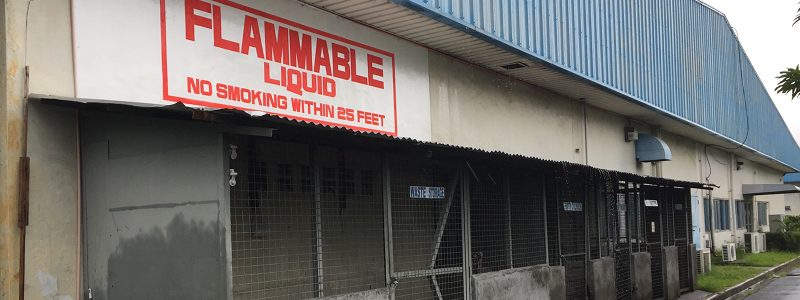 FLAMMABLE
LIQUID
NO SMOKING WITHIN 25 FEET
WASTE STORAGE